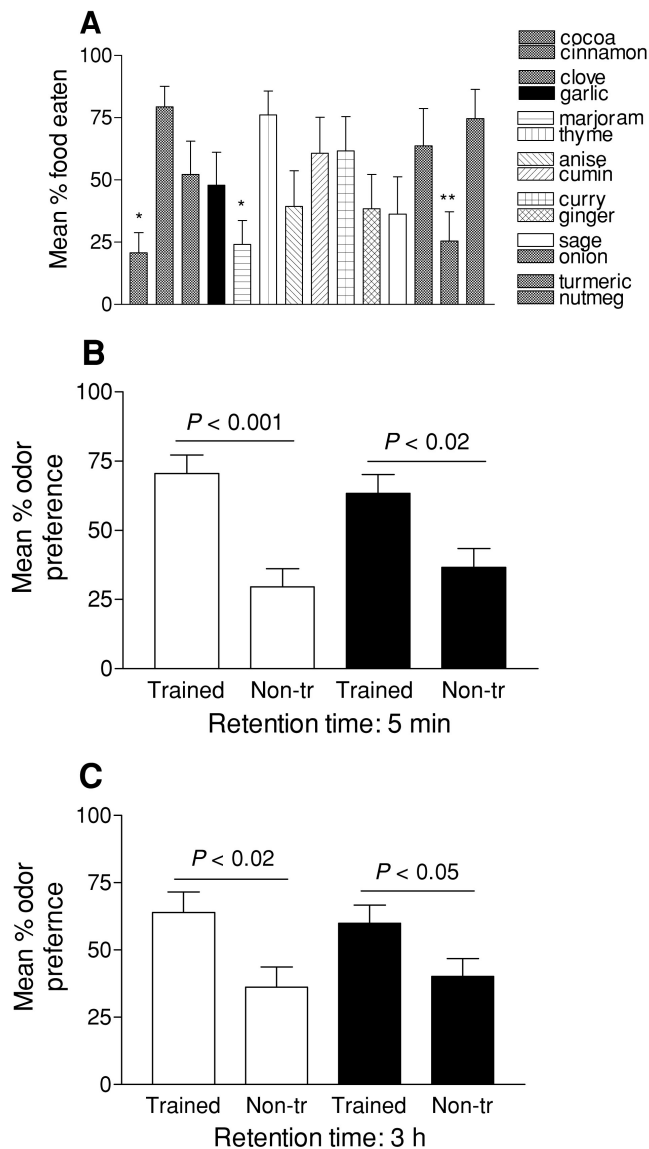 A
100
75
50
25
0
Mean % food eaten
*
*
**
cocoa
cinnamon
clove
garlic
marjoram
thyme
anise
cumin
curry
ginger
sage
onion
turmeric
nutmeg
B
100
75
50
25
0
Mean % odor
preference
P < 0.001
P < 0.02
Trained Non-tr Trained Non-tr
Retention time: 5 min
C
100
75
50
25
0
Mean % odor
prefernce
P < 0.02
P < 0.05
Trained Non-tr Trained Non-tr
Retention time: 3 h